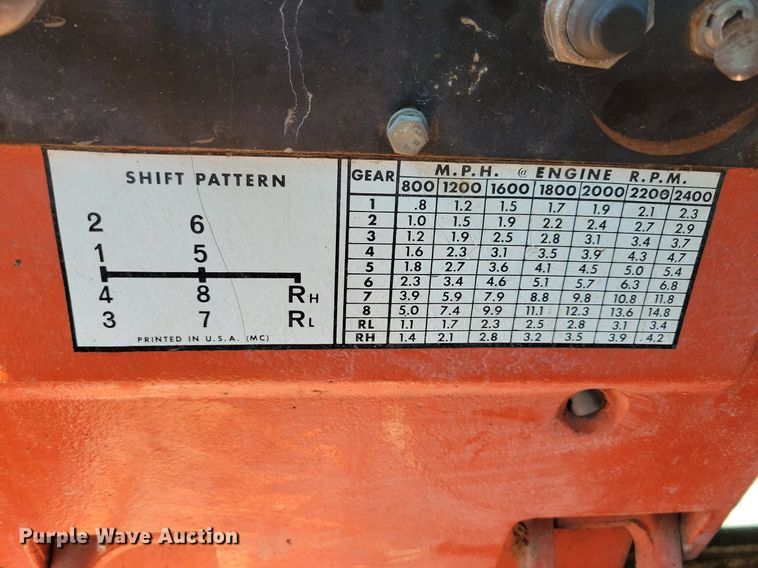 SHIFT PATTERN
2 6
1 5
4 8 RH
3 7 RL
PRINTED IN U.S.A. (MC)
GEAR M.P.H. @ ENGINE R.P.M.
800 1200 1600 1800 2000 2200 2400
1 .8 1.2 1.5 1.7 1.9 2.1 2.3
2 1.0 1.5 1.9 2.2 2.4 2.7 2.9
3 1.2 1.9 2.5 2.8 3.1 3.4 3.7
4 1.6 2.3 3.1 3.5 3.9 4.3 4.7
5 1.8 2.7 3.6 4.1 4.5 5.0 5.4
6 2.3 3.4 4.6 5.1 5.7 6.3 6.8
7 3.9 5.9 7.9 8.8 9.8 10.8 11.8
8 5.0 7.4 9.9 11.1 12.3 13.6 14.8
RL 1.1 1.7 2.3 2.5 2.8 3.1 3.4
RH 1.4 2.1 2.8 3.2 3.5 3.9 4.2
Purple Wave Auction